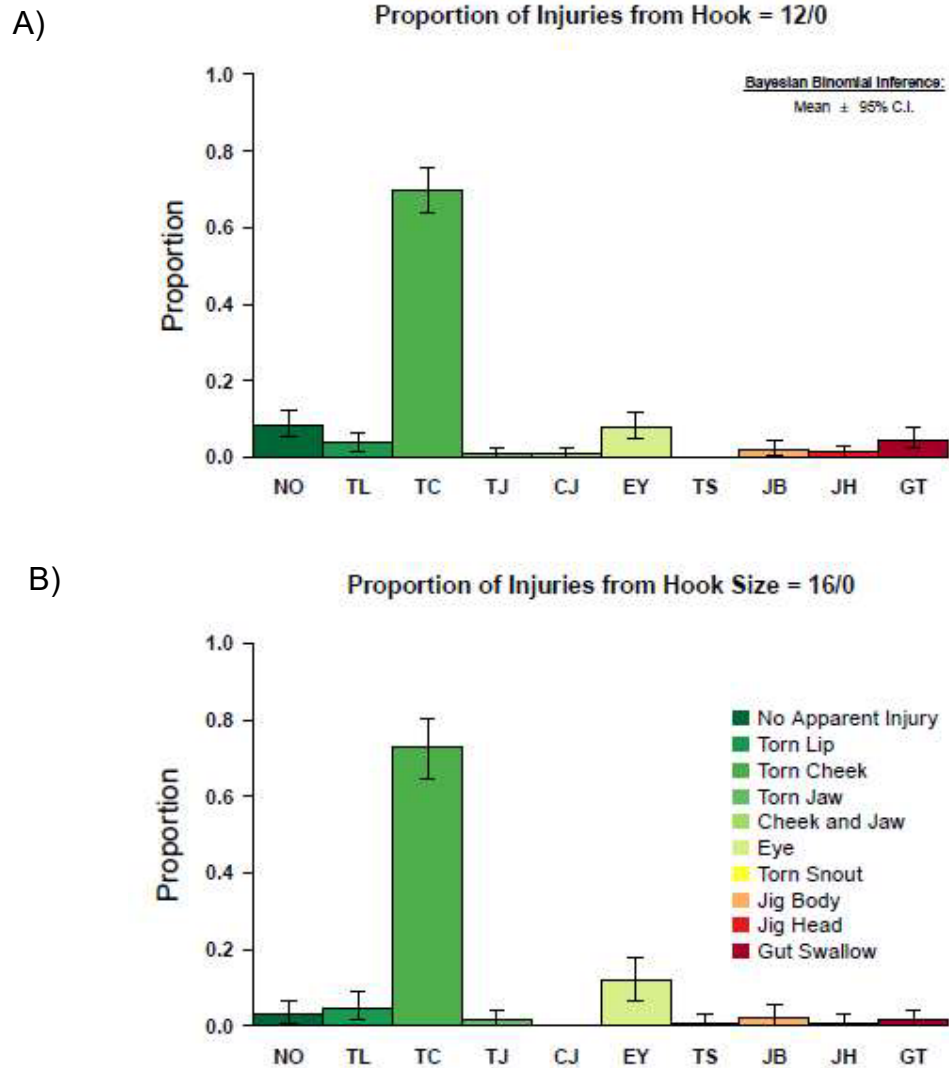 A)
Proportion of Injuries from Hook = 12/0
Bayesian Binomial Inference:
Mean ± 95% C.I.
Proportion
1.0
0.8
0.6
0.4
0.2
0.0
NO TL TC TJ CJ EY TS JB JH GT
B)
Proportion of Injuries from Hook Size = 16/0
Proportion
1.0
0.8
0.6
0.4
0.2
0.0
No Apparent Injury
Torn Lip
Torn Cheek
Torn Jaw
Cheek and Jaw
Eye
Torn Snout
Jig Body
Jig Head
Gut Swallow
NO TL TC TJ CJ EY TS JB JH GT